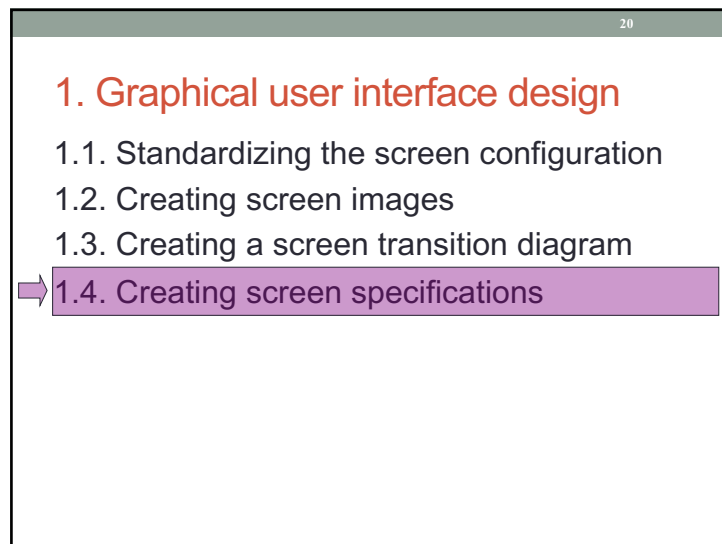 20
1. Graphical user interface design
1.1. Standardizing the screen configuration
1.2. Creating screen images
1.3. Creating a screen transition diagram
1.4. Creating screen specifications